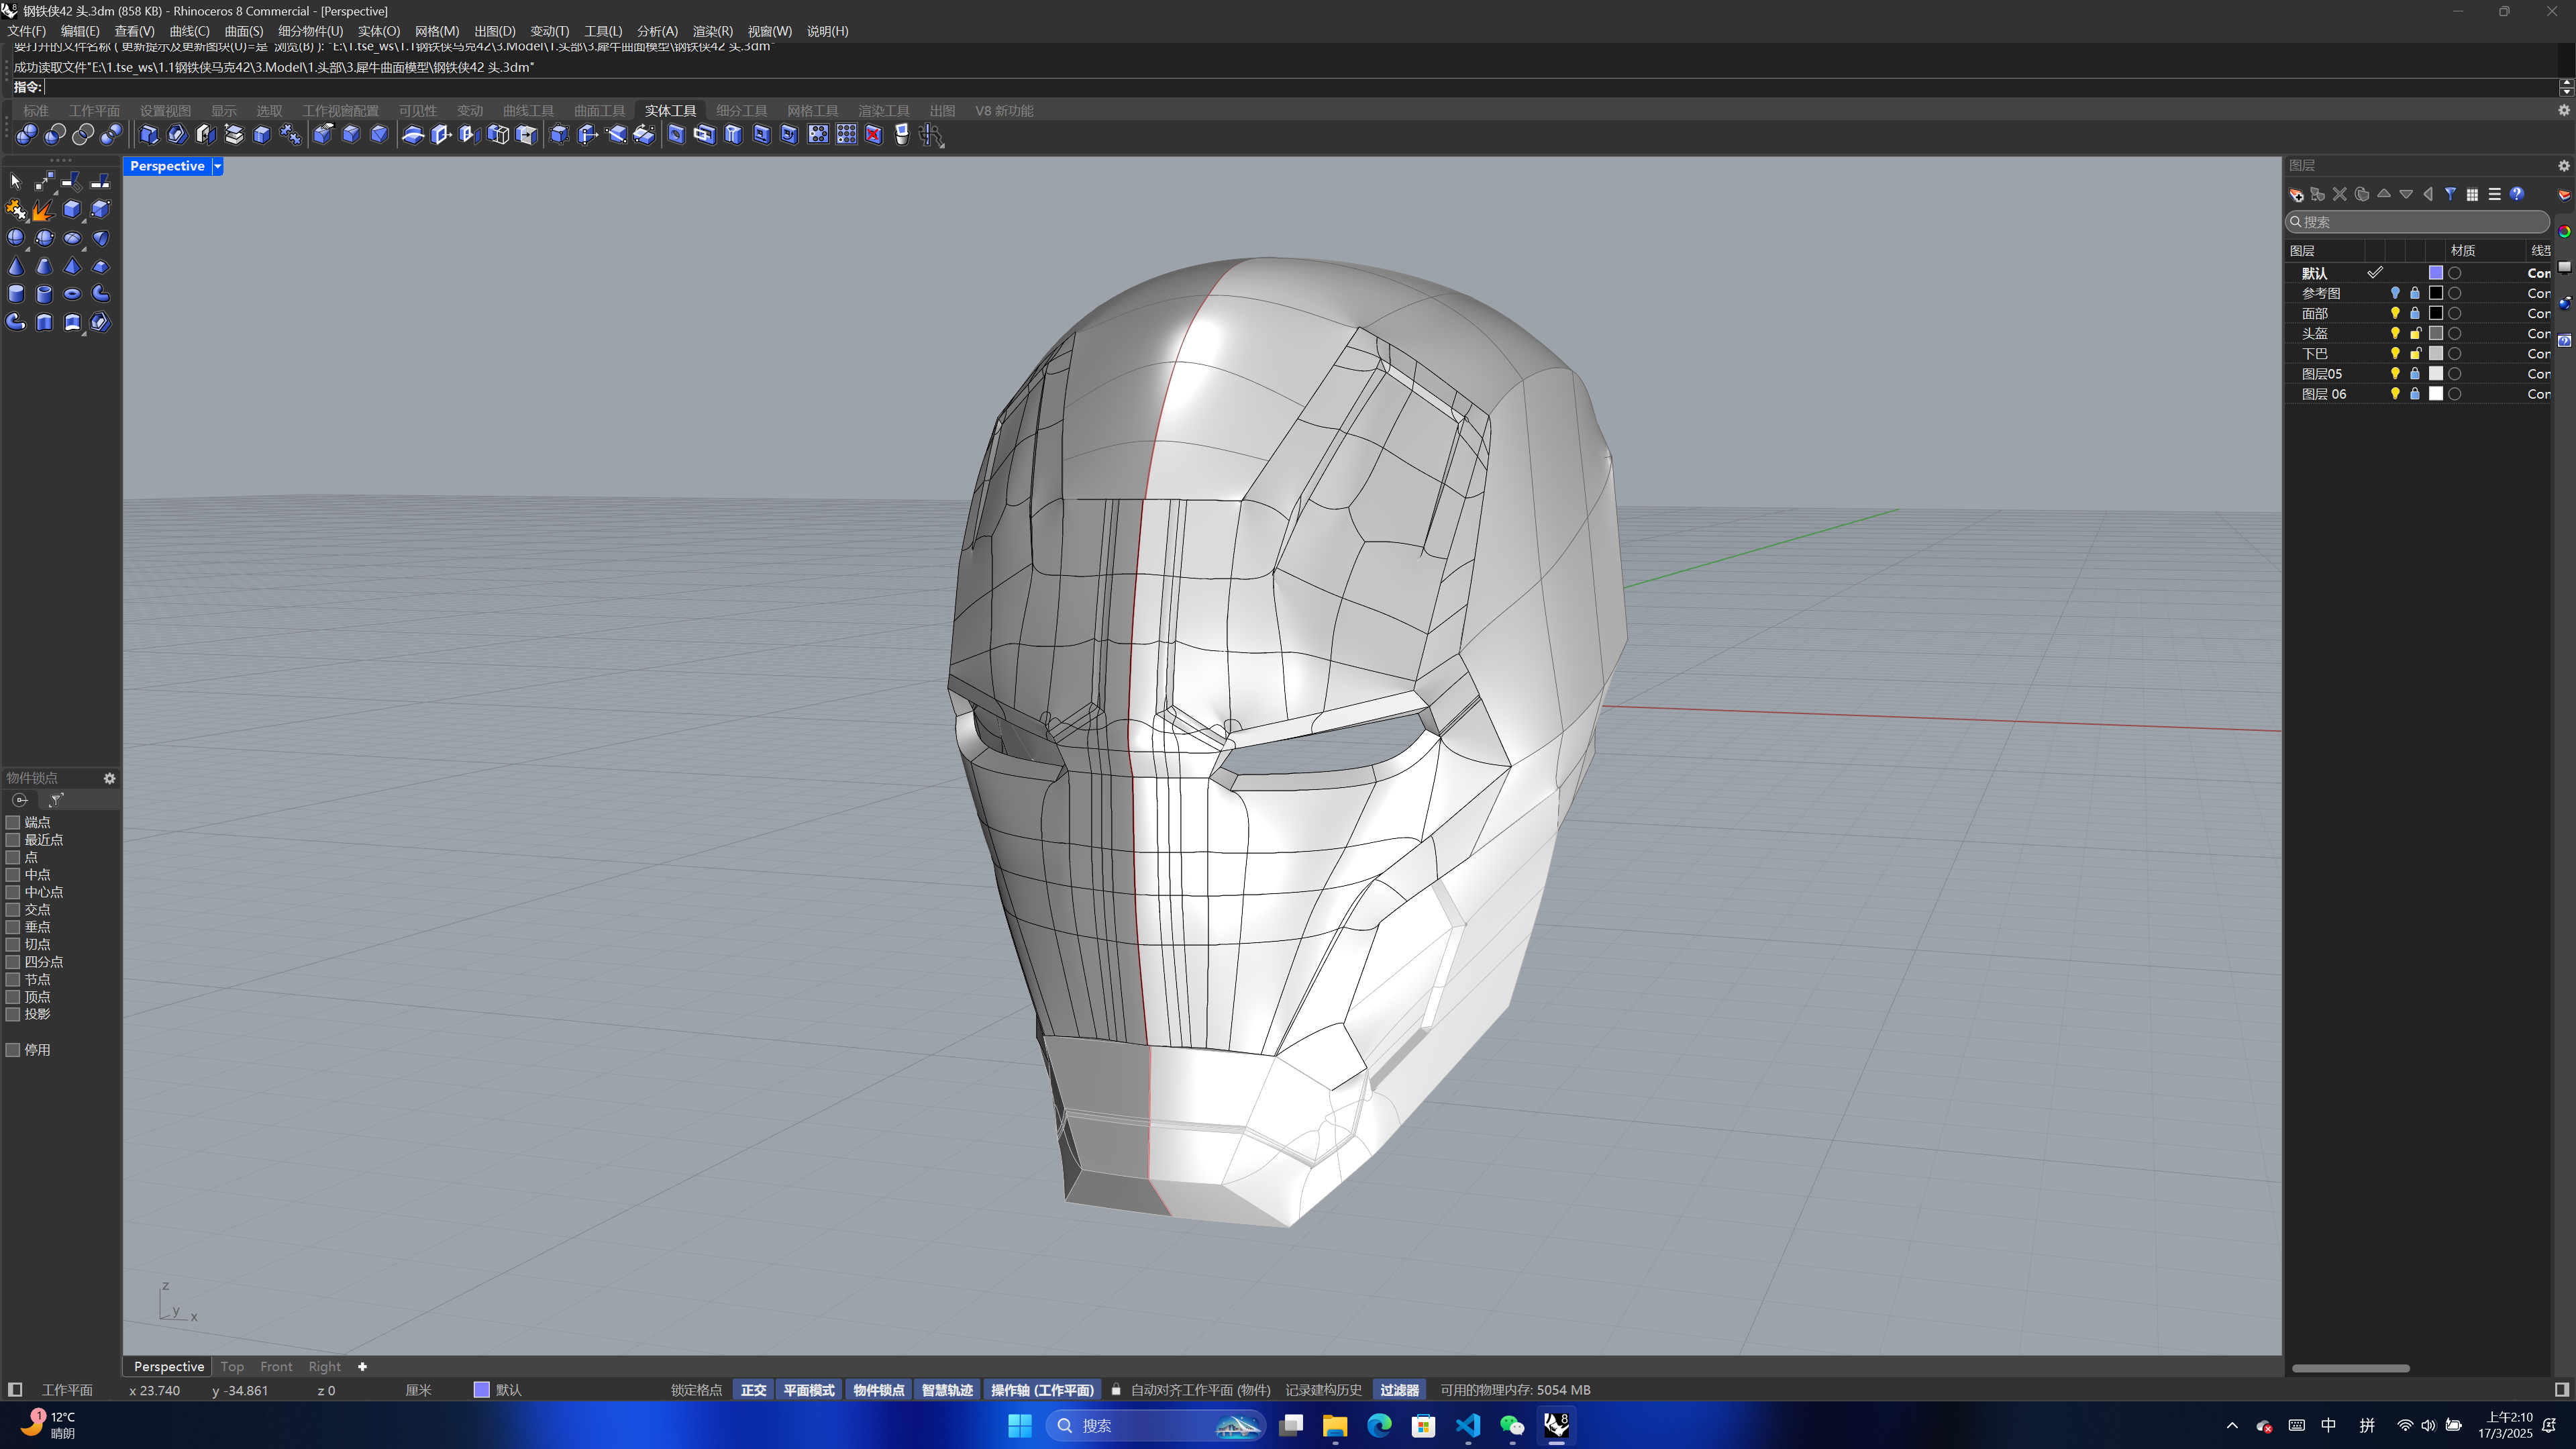 钢铁侠42 头.3dm (858 KB) - Rhinoceros 8 Commercial - [Perspective]
文件(F) 编辑(E) 查看(V) 曲线(C) 曲面(S) 细分物件(U) 实体(O) 网格(M) 出图(D) 变动(T) 工具(L) 分析(A) 渲染(R) 视窗(W) 说明(H)
要打开的文件名称 ( 更新提示及更新图块(U)=是 浏览(B) ): "E:\1.tse_ws\1.1钢铁侠马克42\3.Model\1.头部\3.犀牛曲面模型\钢铁侠42 头.3dm"
成功读取文件"E:\1.tse_ws\1.1钢铁侠马克42\3.Model\1.头部\3.犀牛曲面模型\钢铁侠42 头.3dm"
指令:
标准 工作平面 设置视图 显示 选取 工作视窗配置 可见性 变动 曲线工具 曲面工具 实体工具 细分工具 网格工具 渲染工具 出图 V8 新功能
Perspective
图层
搜索
图层 材质 线型
默认 Con
参考图 Con
面部 Con
头盔 Con
下巴 Con
图层05 Con
图层 06 Con
物件锁点
端点
最近点
点
中点
中心点
交点
垂点
切点
四分点
节点
顶点
投影
停用
z
y
x
Perspective Top Front Right
工作平面 x 23.740 y -34.861 z 0 厘米 默认 锁定格点 正交 平面模式 物件锁点 智慧轨迹 操作轴 (工作平面) 自动对齐工作平面 (物件) 记录建构历史 过滤器 可用的物理内存: 5054 MB
1
12°C
晴朗
搜索
8
中
拼
上午2:10
17/3/2025